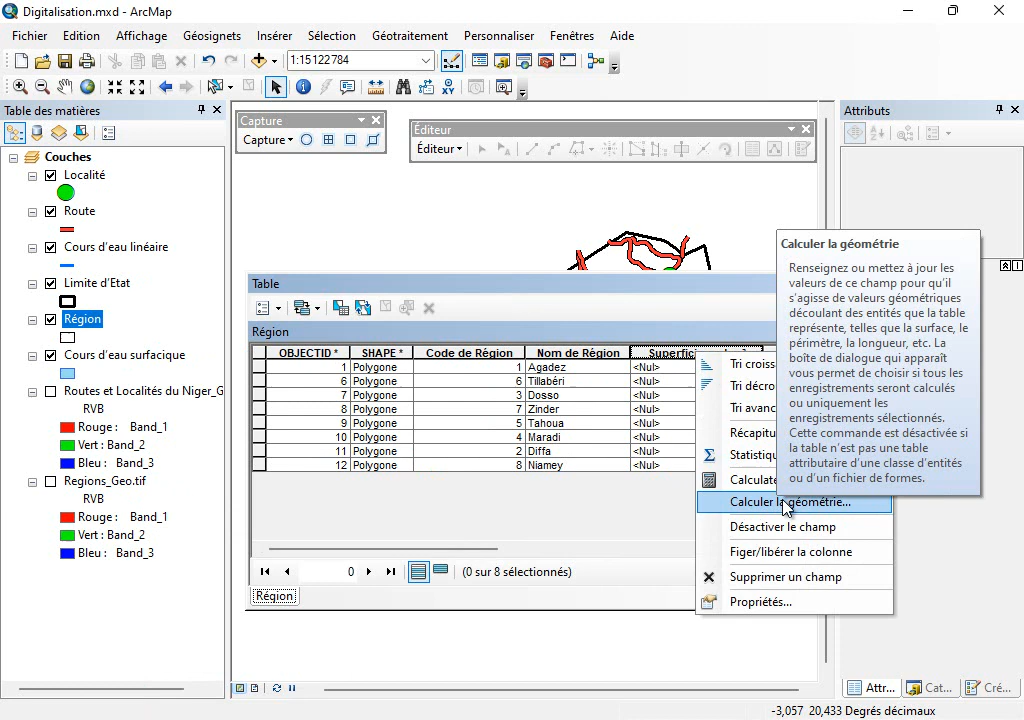 Digitalisation.mxd - ArcMap
Fichier Edition Affichage Géosignets Insérer Sélection Géotraitement Personnaliser Fenêtres Aide
1:15122784
Table des matières
Couches
Localité
Route
Cours d'eau linéaire
Limite d'Etat
Région
Cours d'eau surfacique
Routes et Localités du Niger_G
RVB
Rouge : Band_1
Vert : Band_2
Bleu : Band_3
Regions_Geo.tif
RVB
Rouge : Band_1
Vert : Band_2
Bleu : Band_3
Capture
Capture
Éditeur
Éditeur
Attributs
Table
Région
OBJECTID * SHAPE * Code de Région Nom de Région
1 Polygone 1 Agadez <Nul>
6 Polygone 6 Tillabéri <Nul>
7 Polygone 3 Dosso <Nul>
8 Polygone 7 Zinder <Nul>
9 Polygone 5 Tahoua <Nul>
10 Polygone 4 Maradi <Nul>
11 Polygone 2 Diffa <Nul>
12 Polygone 8 Niamey <Nul>
0 (0 sur 8 sélectionnés)
Région
Tri croiss
Tri décro
Tri avanc
Récapitu
Σ Statistiq
Calculate
Calculer la géométrie...
Désactiver le champ
Figer/libérer la colonne
Supprimer un champ
Propriétés...
Calculer la géométrie
Renseignez ou mettez à jour les
valeurs de ce champ pour qu'il
s'agisse de valeurs géométriques
découlant des entités que la table
représente, telles que la surface, le
périmètre, la longueur, etc. La
boîte de dialogue qui apparaît
vous permet de choisir si tous les
enregistrements seront calculés
ou uniquement les
enregistrements sélectionnés.
Cette commande est désactivée si
la table n'est pas une table
attributaire d'une classe d'entités
ou d'un fichier de formes.
Attr... Cat... Cré...
-3,057 20,433 Degrés décimaux